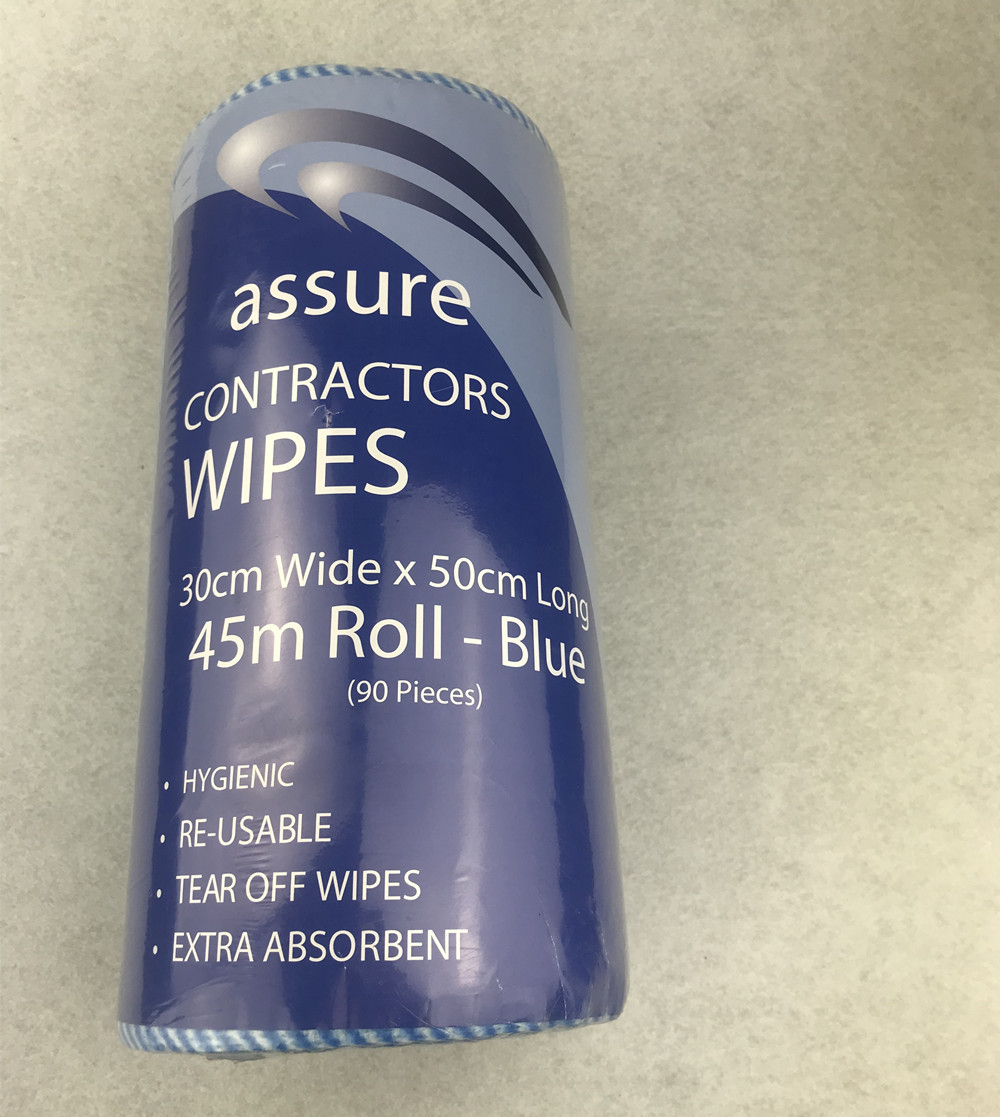 assure
CONTRACTORS
WIPES
30cm Wide x 50cm Long
45m Roll - Blue
(90 Pieces)
• HYGIENIC
• RE-USABLE
• TEAR OFF WIPES
• EXTRA ABSORBENT